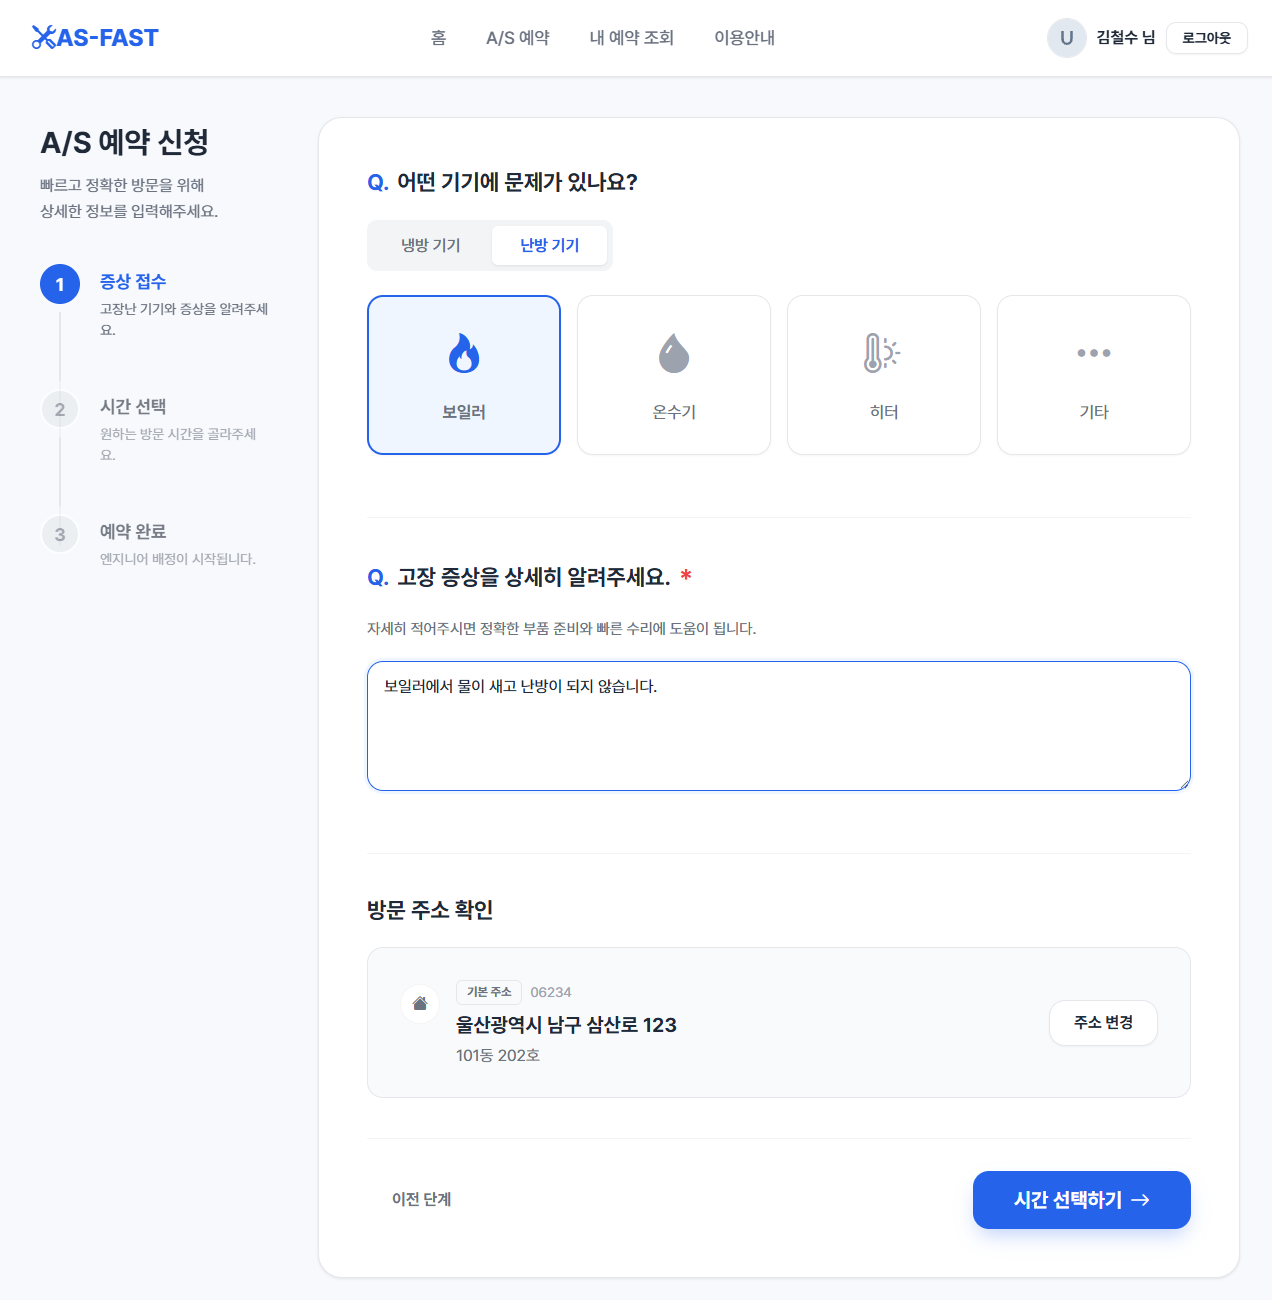 AS-FAST
홈
A/S 예약
내 예약 조회
이용안내
U
김철수 님
로그아웃
A/S 예약 신청
빠르고 정확한 방문을 위해
상세한 정보를 입력해주세요.
1
증상 접수
고장난 기기와 증상을 알려주세
요.
2
시간 선택
원하는 방문 시간을 골라주세
요.
3
예약 완료
엔지니어 배정이 시작됩니다.
Q. 어떤 기기에 문제가 있나요?
냉방 기기
난방 기기
보일러
온수기
히터
기타
Q. 고장 증상을 상세히 알려주세요. *
자세히 적어주시면 정확한 부품 준비와 빠른 수리에 도움이 됩니다.
보일러에서 물이 새고 난방이 되지 않습니다.
방문 주소 확인
기본 주소 06234
울산광역시 남구 삼산로 123
101동 202호
주소 변경
이전 단계
시간 선택하기 →